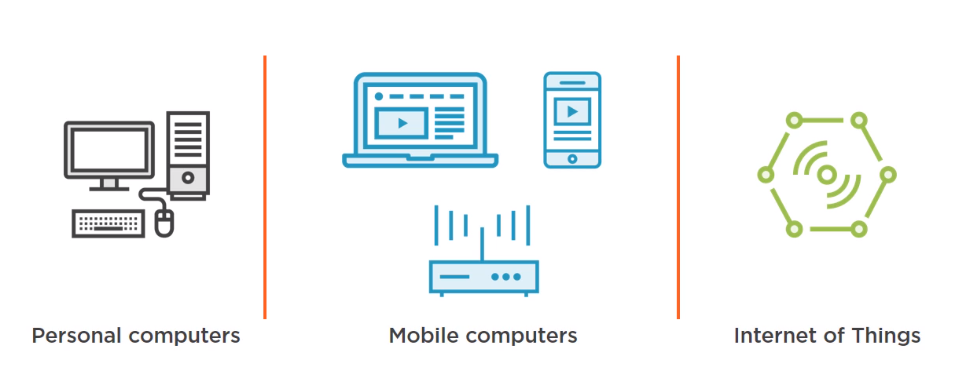 Personal computers
Mobile computers
Internet of Things